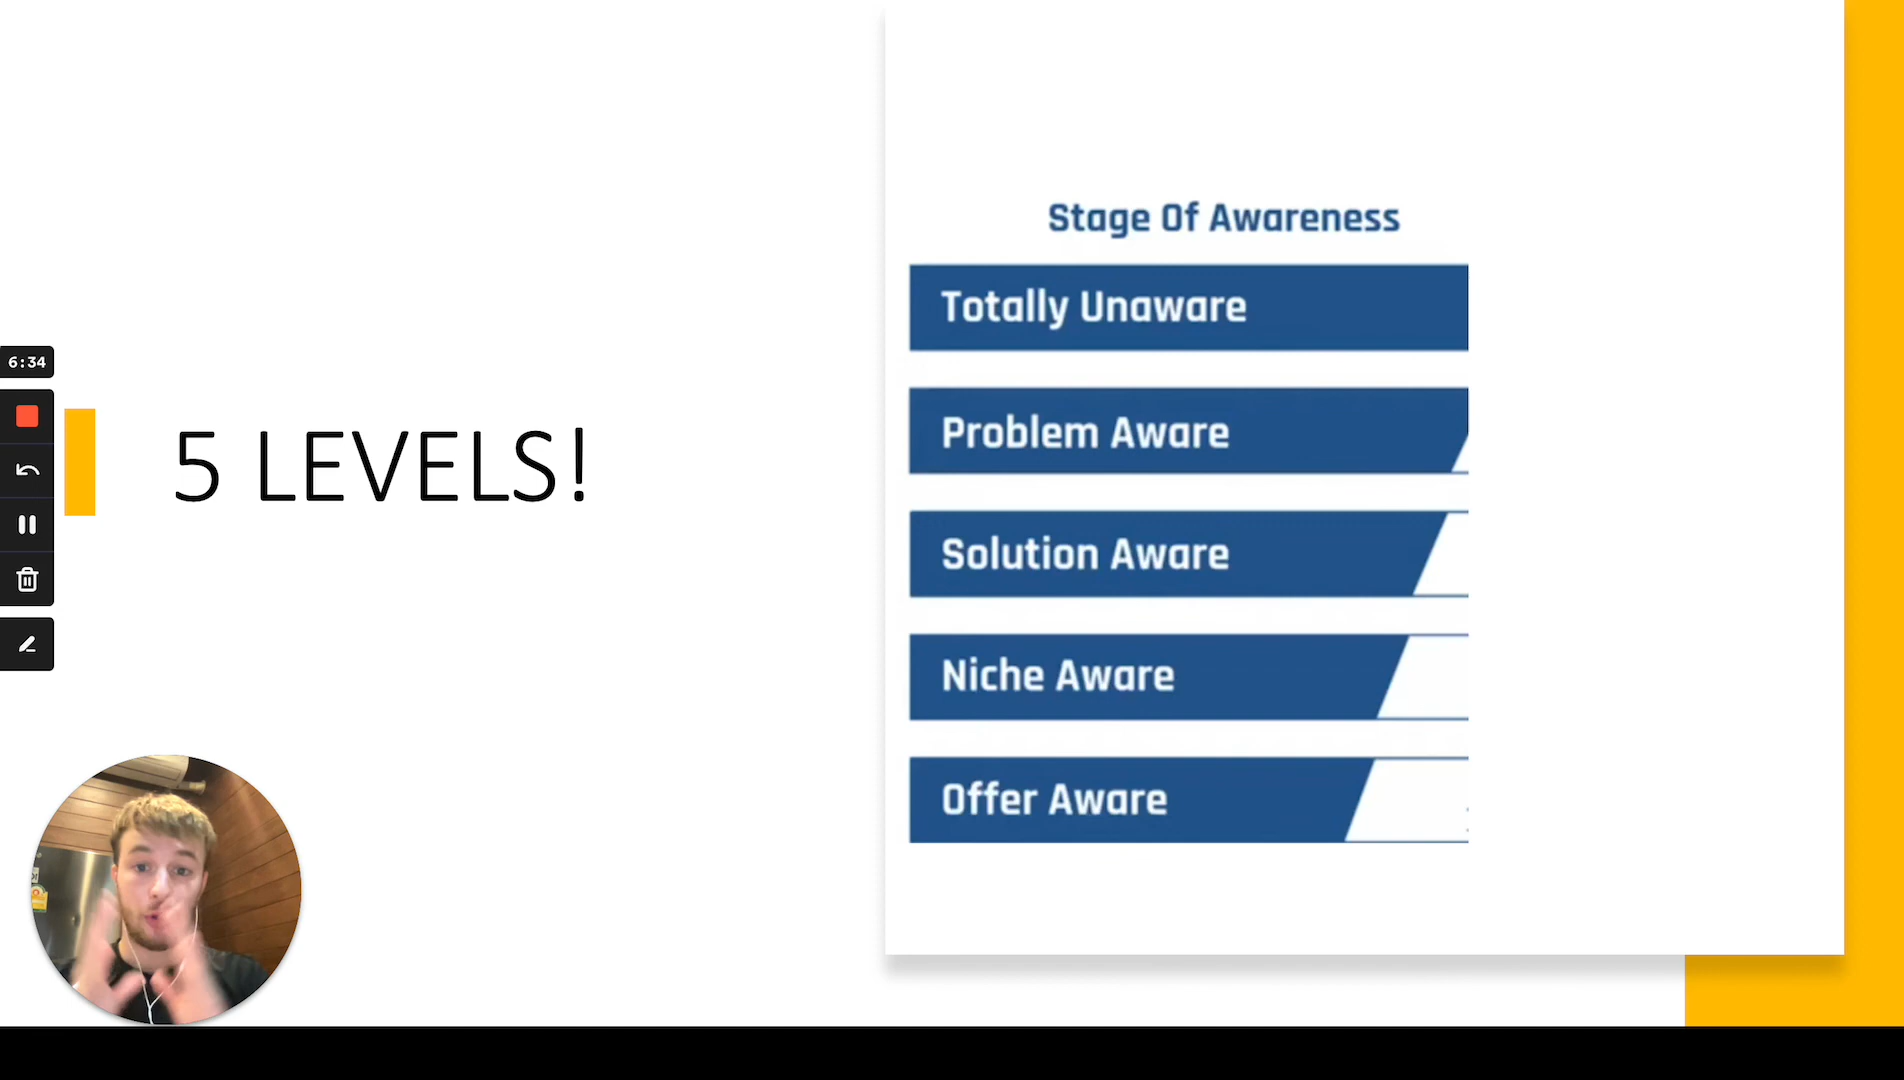 6:34
5 LEVELS!
Stage Of Awareness
Totally Unaware
Problem Aware
Solution Aware
Niche Aware
Offer Aware